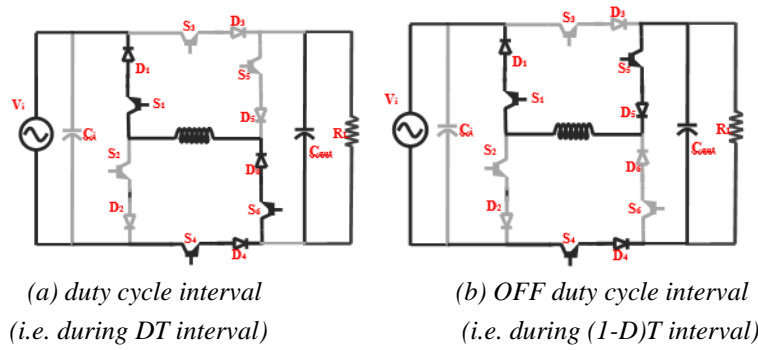 S3 D3
D1
S5
Vi
S1
D5
R1
Ci
S2
Cout
D6
D2
S6
S4
D4
S3 D3
D1
S5
Vi
S1
D5
R1
Ci
S2
Cout
D6
D2
S6
S4
D4
(a) duty cycle interval
(i.e. during DT interval)
(b) OFF duty cycle interval
(i.e. during (1-D)T interval)